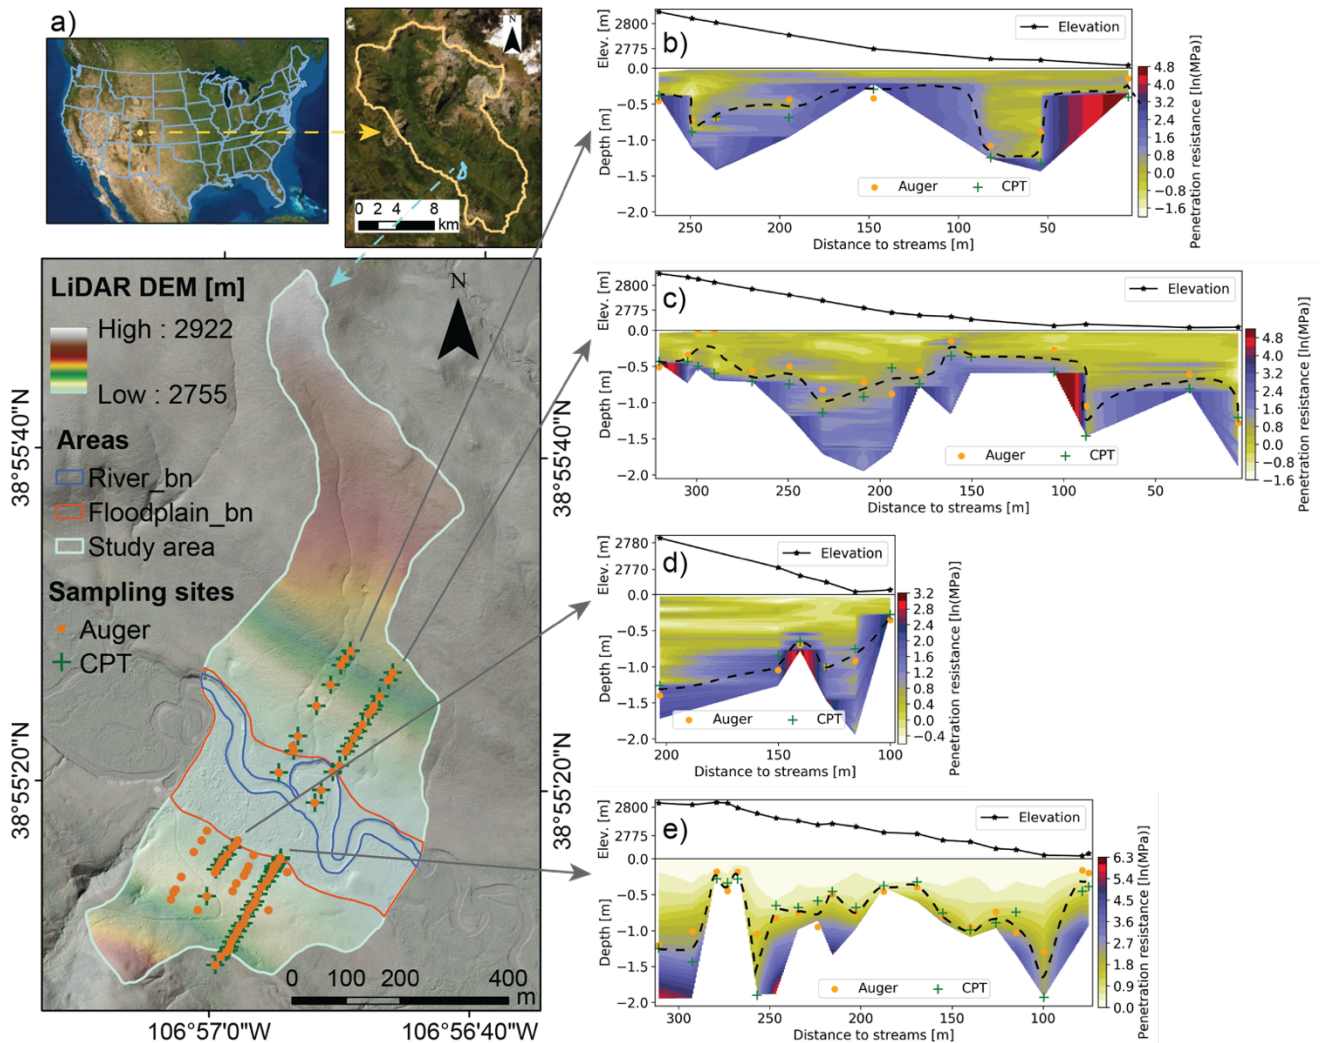 a)
N
0 2 4 8
km
LiDAR DEM [m]
High : 2922
Low : 2755
Areas
River_bn
Floodplain_bn
Study area
Sampling sites
Auger
CPT
N
38°55'40"N
38°55'20"N
38°55'40"N
38°55'20"N
0 100 200 400
m
106°57'0"W
106°56'40"W
b)
Elevation
Elev. [m]
2800
2775
0.0
−0.5
−1.0
−1.5
−2.0
Depth [m]
Auger
CPT
250 200 150 100 50
Distance to streams [m]
4.8
4.0
3.2
2.4
1.6
0.8
0.0
−0.8
−1.8
Penetration resistance [ln(MPa)]
c)
Elevation
Elev. [m]
2800
2775
0.0
−0.5
−1.0
−1.5
−2.0
Depth [m]
Auger
CPT
300 250 200 150 100 50
Distance to streams [m]
4.8
4.0
3.2
2.4
1.6
0.8
0.0
−0.8
−1.6
Penetration resistance [ln(MPa)]
d)
Elevation
Elev. [m]
2780
2770
0.0
−0.5
−1.0
−1.5
−2.0
Depth [m]
Auger
CPT
200 150 100
Distance to streams [m]
3.2
2.8
2.4
2.0
1.6
1.2
0.8
0.4
0.0
−0.4
Penetration resistance [ln(MPa)]
e)
Elevation
Elev. [m]
2800
2775
0.0
−0.5
−1.0
−1.5
−2.0
Depth [m]
Auger
CPT
300 250 200 150 100
Distance to streams [m]
6.3
5.4
4.5
3.6
2.7
1.8
0.9
0.0
Penetration resistance [ln(MPa)]